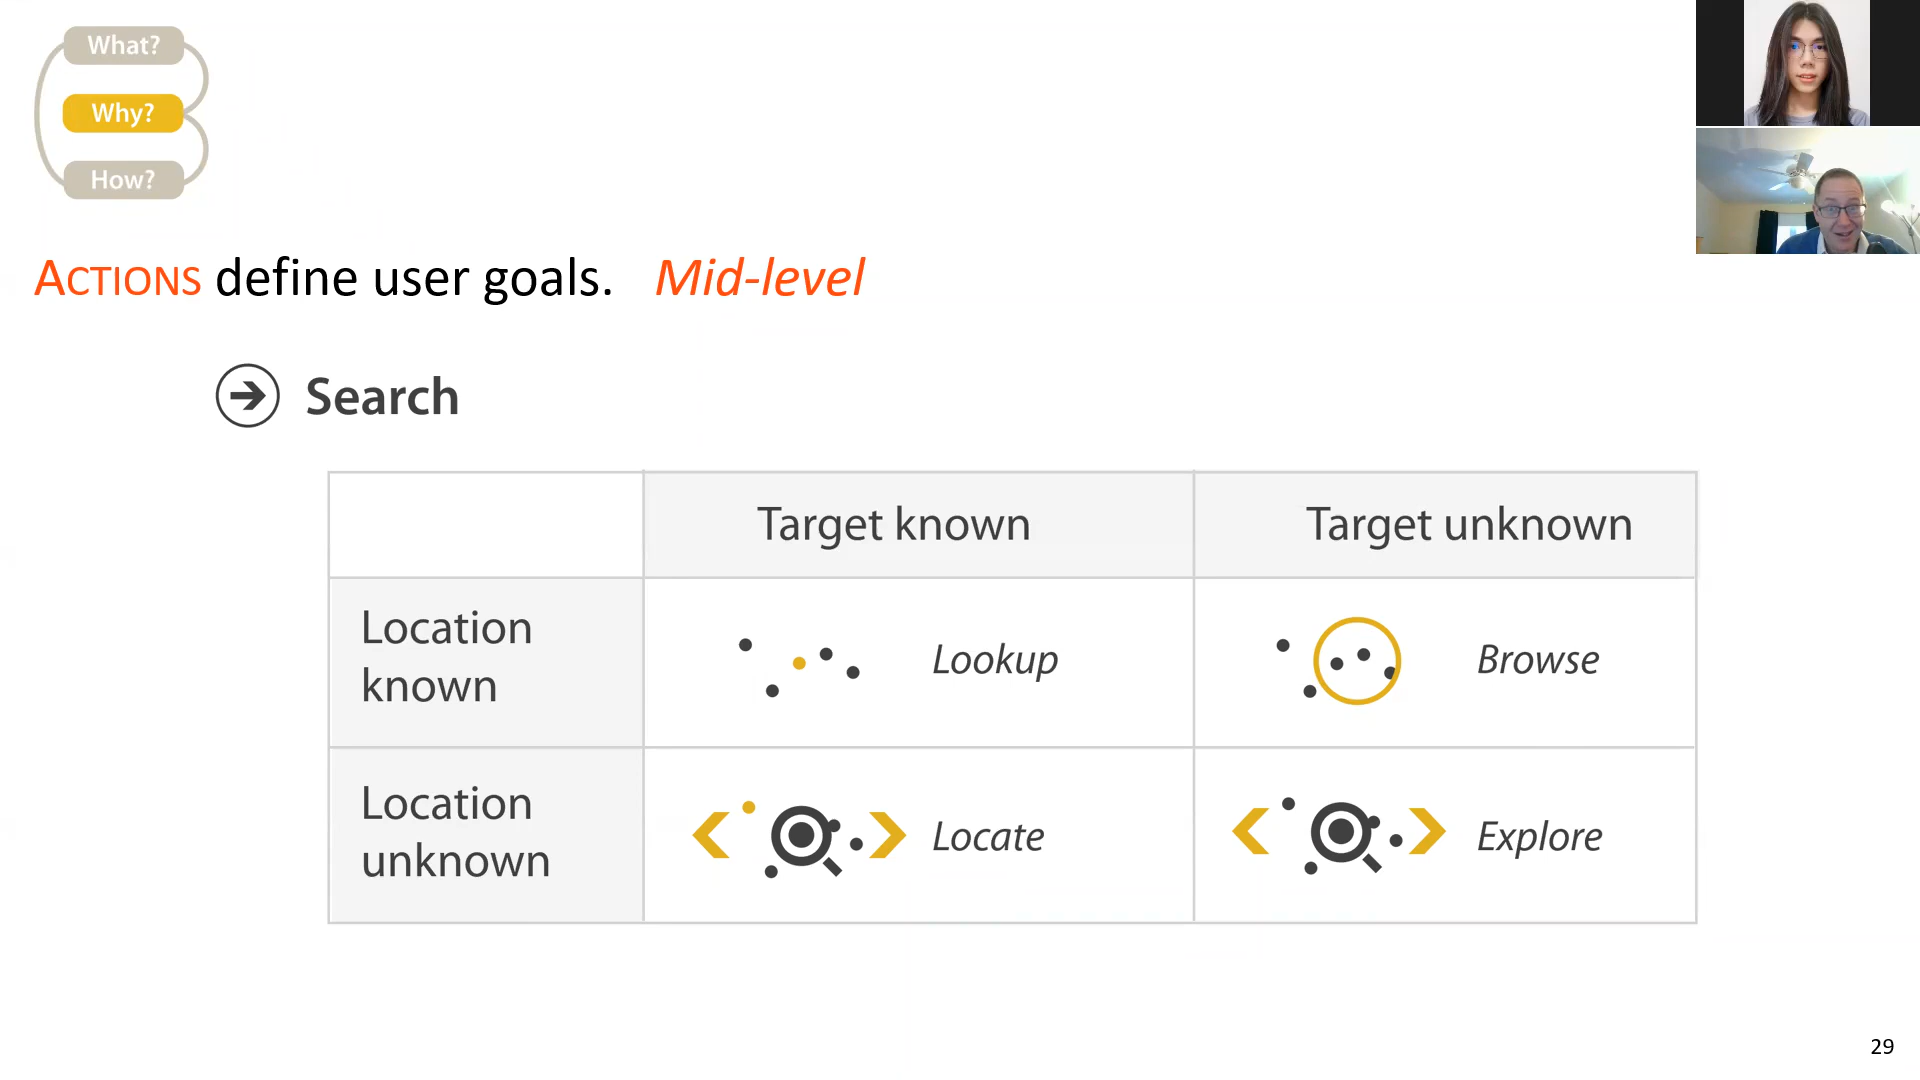 What?
Why?
How?
ACTIONS define user goals. Mid-level
Search
Target known
Target unknown
Location
known
Lookup
Browse
Location
unknown
Locate
Explore
29